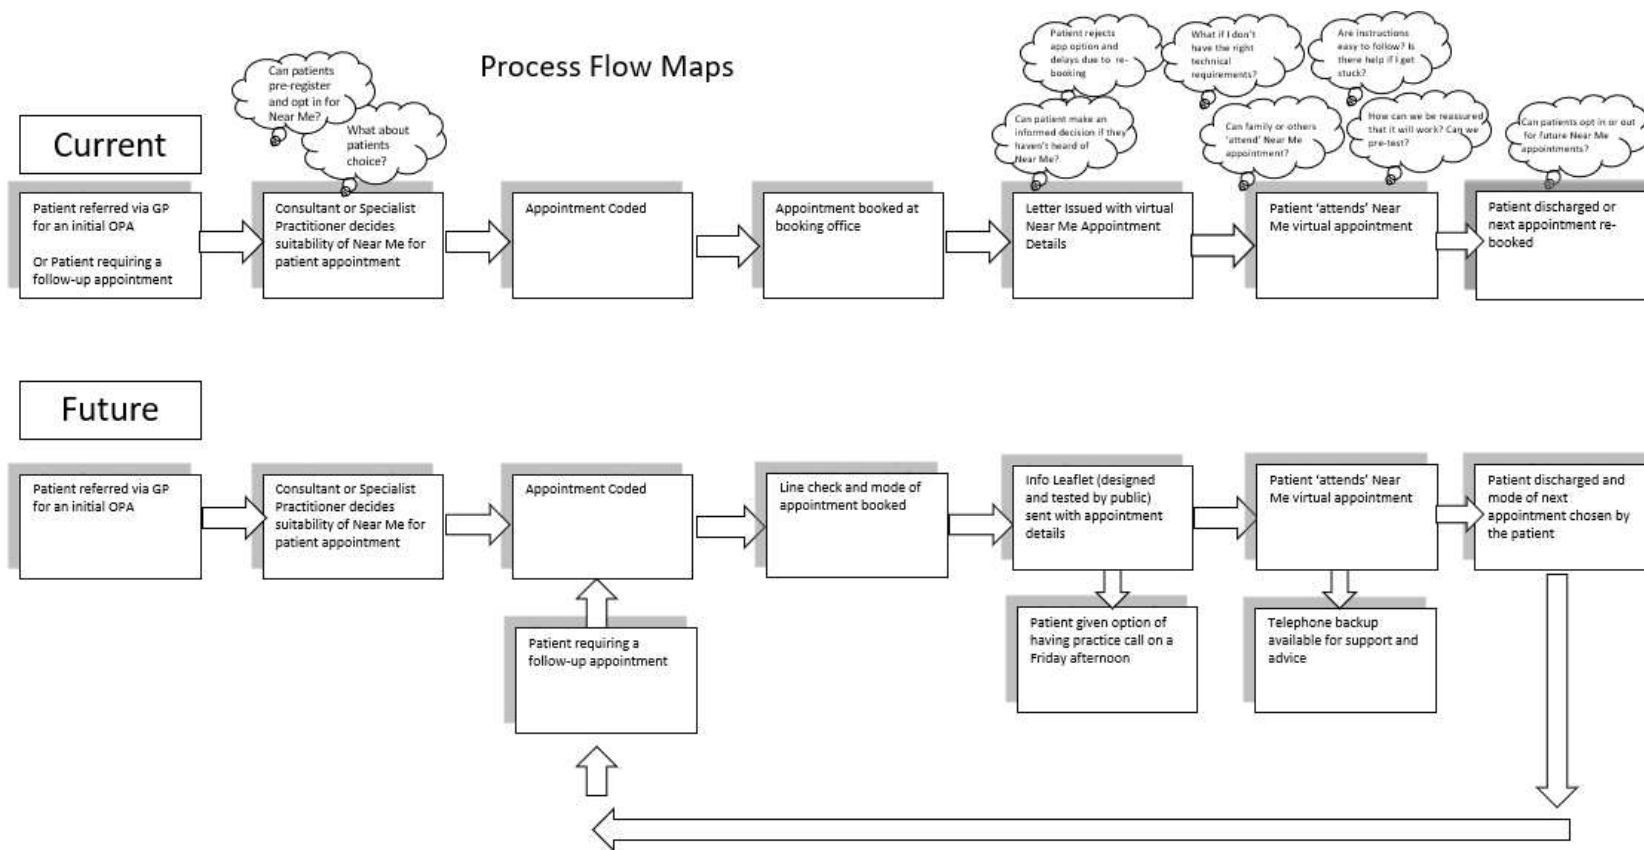 Process Flow Maps
Current
Can patients
pre-register
and opt in for
Near Me?
What about
patients
choice?
Patient rejects
app option and
delays due to re-
booking
Can patient make an
informed decision if they
haven't heard of
Near Me?
What if I don't
have the right
technical
requirements?
Can family or others
'attend' Near Me
appointment?
Are instructions
easy to follow? Is
there help if I get
stuck?
How can we be reassured
that it will work? Can we
pre-test?
Can patients opt in or out
for future Near Me
appointments?
Patient referred via GP
for an initial OPA
Or Patient requiring a
follow-up appointment
Consultant or Specialist
Practitioner decides
suitability of Near Me for
patient appointment
Appointment Coded
Appointment booked at
booking office
Letter Issued with virtual
Near Me Appointment
Details
Patient 'attends' Near
Me virtual appointment
Patient discharged or
next appointment re-
booked
Future
Patient referred via GP
for an initial OPA
Consultant or Specialist
Practitioner decides
suitability of Near Me for
patient appointment
Appointment Coded
Line check and mode of
appointment booked
Info Leaflet (designed
and tested by public)
sent with appointment
details
Patient 'attends' Near
Me virtual appointment
Patient discharged and
mode of next
appointment chosen by
the patient
Patient requiring a
follow-up appointment
Patient given option of
having practice call on a
Friday afternoon
Telephone backup
available for support and
advice